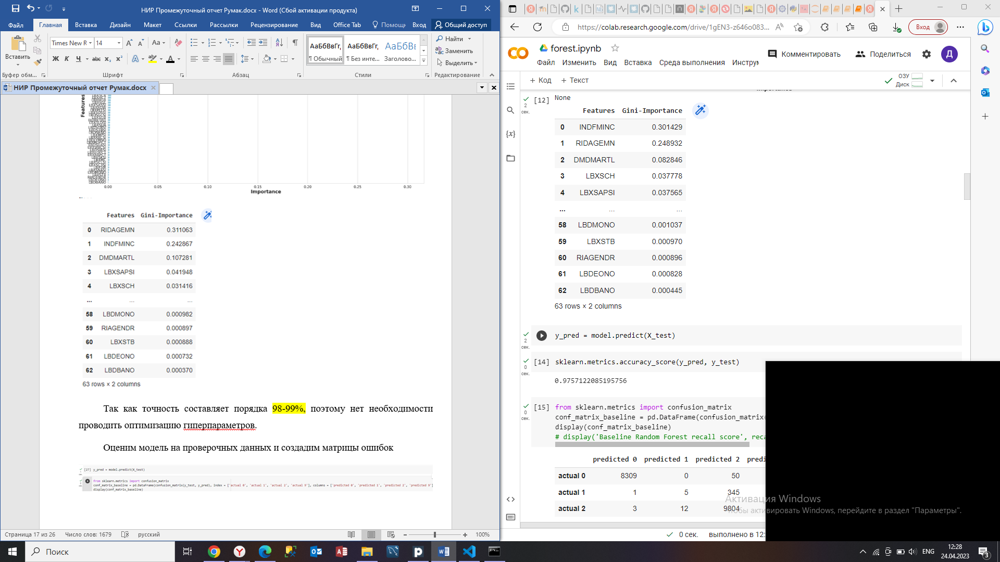 НИР Промежуточный отчет Румак.docx - Word (Сбой активации продукта)
Файл
Главная
Вставка
Дизайн
Макет
Ссылки
Рассылки
Рецензирование
Вид
Office Tab
Помощь
Вход
Общий доступ
Вставить
Times New R
14
Aa
Ж К Ч abc x₂ x²
АаБбВвГг,
¶ Обычный
АаБбВвГг,
¶ Без инте...
АаБбВв
Заголово...
Найти
Заменить
Выделить
Буфер обм...
Шрифт
Абзац
Стили
Редактирование
НИР Промежуточный отчет Румак.docx
Features
0.00 0.05 0.10 0.15 0.20 0.25 0.30
Importance
Features Gini-Importance
0 RIDAGEMN 0.311063
1 INDFMINC 0.242867
2 DMDMARTL 0.107281
3 LBXSAPSI 0.041948
4 LBXSCH 0.031416
... ... ...
58 LBDMONO 0.000982
59 RIAGENDR 0.000897
60 LBXSTB 0.000888
61 LBDEONO 0.000732
62 LBDBANO 0.000370
63 rows × 2 columns
Так как точность составляет порядка 98-99%, поэтому нет необходимости
проводить оптимизацию гиперпараметров.
Оценим модель на проверочных данных и создадим матрицы ошибок
[27] y_pred = model.predict(X_test)
from sklearn.metrics import confusion_matrix
conf_matrix_baseline = pd.DataFrame(confusion_matrix(y_test, y_pred), index = ['actual 0', 'actual 1', 'actual 2', 'actual 9'], columns = ['predicted 0', 'predicted 1', 'predicted 2', 'predicted 9']
display(conf_matrix_baseline)
Страница 17 из 26
Число слов: 1679
русский
100%
https://colab.research.google.com/drive/1gEN3-z646o083...
Вход
forest.ipynb
Файл
Изменить
Вид
Вставка
Среда выполнения
Инструм
Комментировать
Поделиться
Д
+ Код
+ Текст
ОЗУ
Диск
[12]
2
сек.
None
Features Gini-Importance
0 INDFMINC 0.301429
1 RIDAGEMN 0.248932
2 DMDMARTL 0.082846
3 LBXSCH 0.037778
4 LBXSAPSI 0.037565
... ... ...
58 LBDMONO 0.001037
59 LBXSTB 0.000970
60 RIAGENDR 0.000896
61 LBDEONO 0.000828
62 LBDBANO 0.000445
63 rows × 2 columns
2
сек.
y_pred = model.predict(X_test)
0
сек.
[14] sklearn.metrics.accuracy_score(y_pred, y_test)
0.9757122085195756
0
сек.
[15] from sklearn.metrics import confusion_matrix
conf_matrix_baseline = pd.DataFrame(confusion_matrix(
display(conf_matrix_baseline)
# display('Baseline Random Forest recall score', reca
predicted 0 predicted 1 predicted 2 predi
actual 0 8309 0 50
actual 1 1 5 345
actual 2 3 12 9804
Активация Windows
Чтобы активировать Windows, перейдите в раздел "Параметры".
0 сек.
выполнено в 12:
Поиск
ENG
12:28
24.04.2023
3